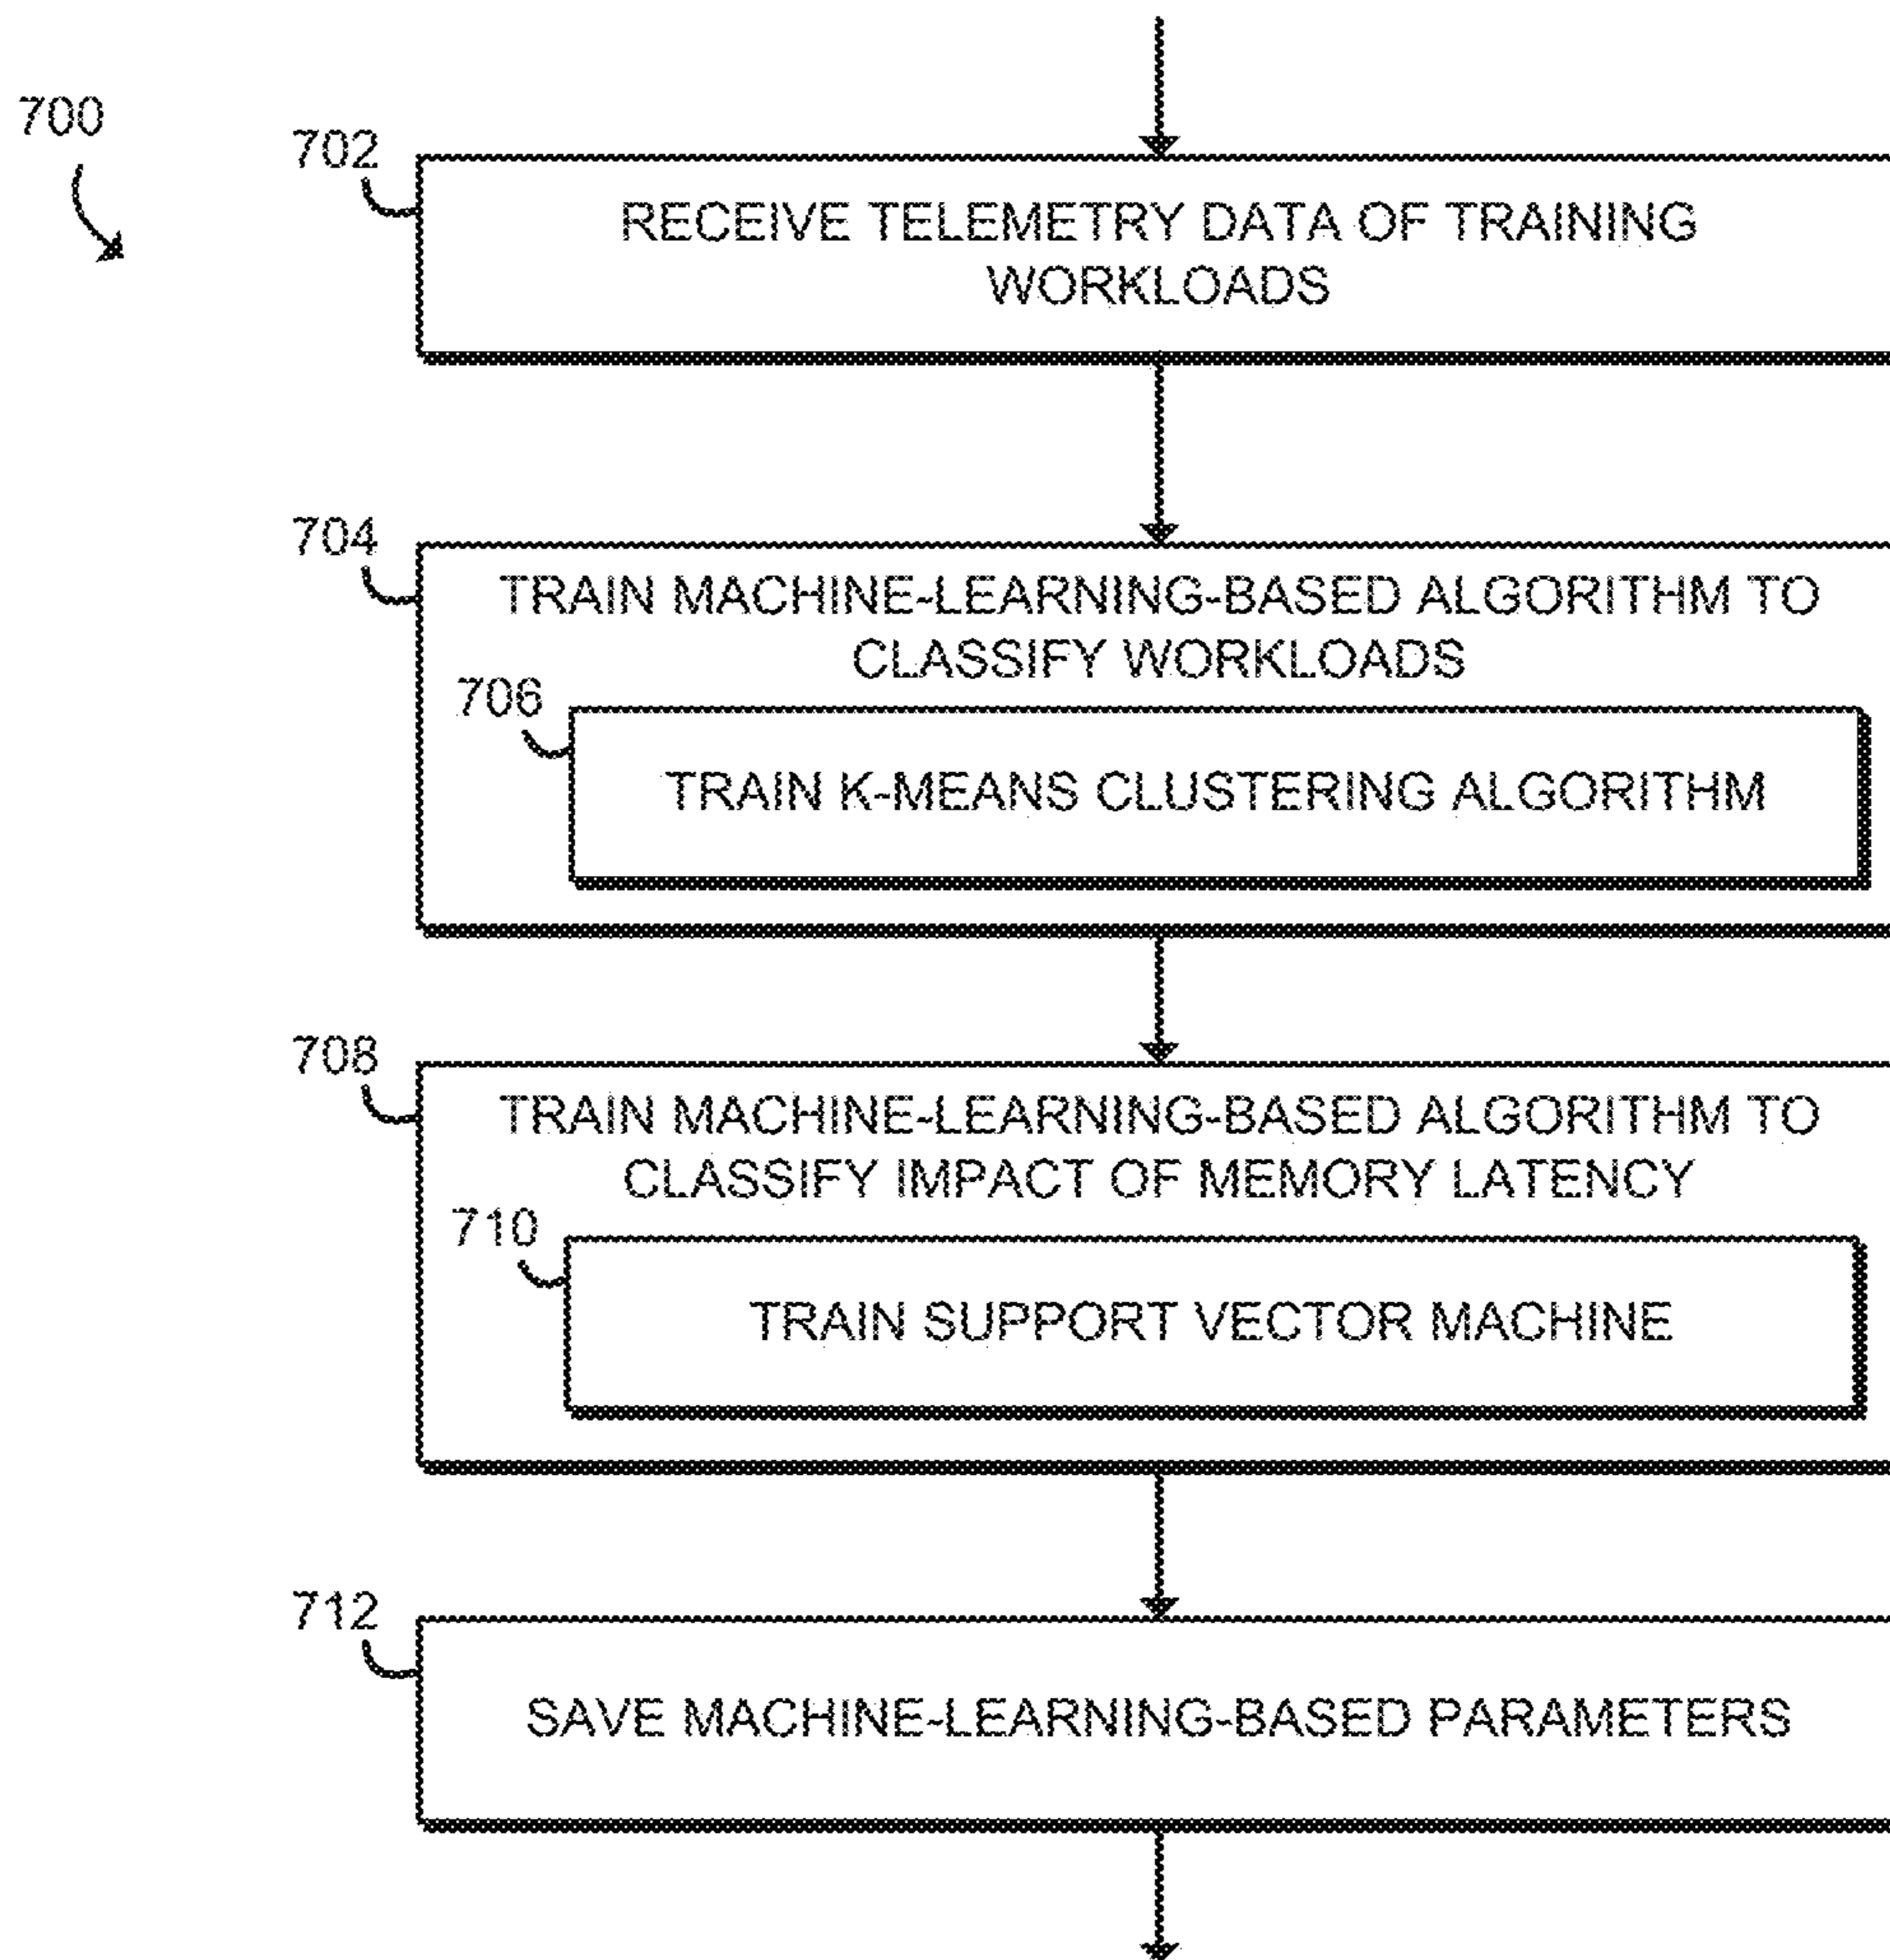 700
702
RECEIVE TELEMETRY DATA OF TRAINING
WORKLOADS
704
TRAIN MACHINE-LEARNING-BASED ALGORITHM TO
CLASSIFY WORKLOADS
706
TRAIN K-MEANS CLUSTERING ALGORITHM
708
TRAIN MACHINE-LEARNING-BASED ALGORITHM TO
CLASSIFY IMPACT OF MEMORY LATENCY
710
TRAIN SUPPORT VECTOR MACHINE
712
SAVE MACHINE-LEARNING-BASED PARAMETERS